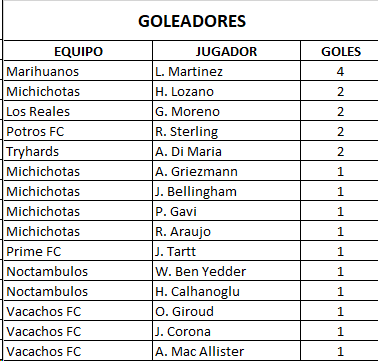 GOLEADORES
EQUIPO JUGADOR GOLES
Marihuanos L. Martinez 4
Michichotas H. Lozano 2
Los Reales G. Moreno 2
Potros FC R. Sterling 2
Tryhards A. Di Maria 2
Michichotas A. Griezmann 1
Michichotas J. Bellingham 1
Michichotas P. Gavi 1
Michichotas R. Araujo 1
Prime FC J. Tartt 1
Noctambulos W. Ben Yedder 1
Noctambulos H. Calhanoglu 1
Vacachos FC O. Giroud 1
Vacachos FC J. Corona 1
Vacachos FC A. Mac Allister 1